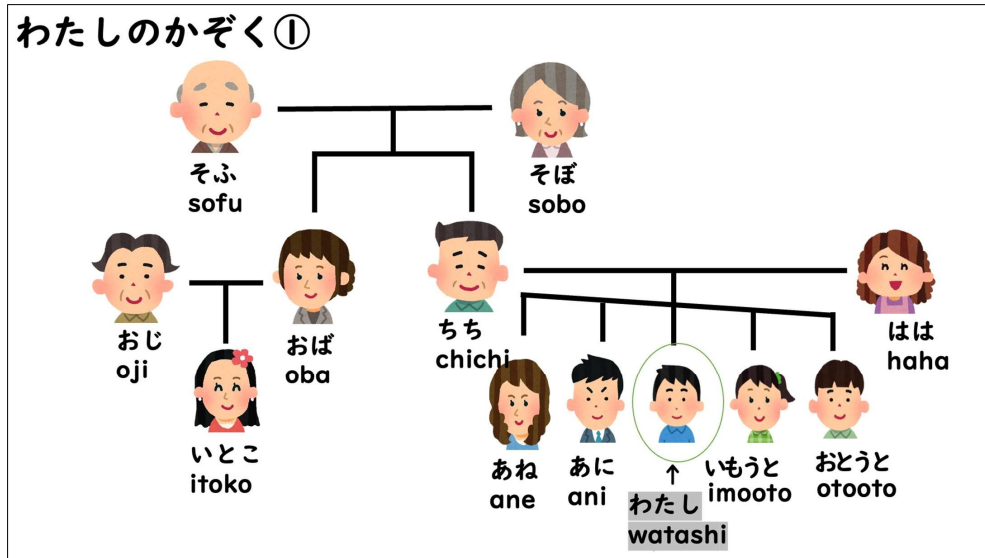 わたしのかぞく①
そふ
sofu
そぼ
sobo
おじ
oji
おば
oba
ちち
chichi
はは
haha
いとこ
itoko
あね
ane
あに
ani
わたし
watashi
いもうと
imooto
おとうと
otooto